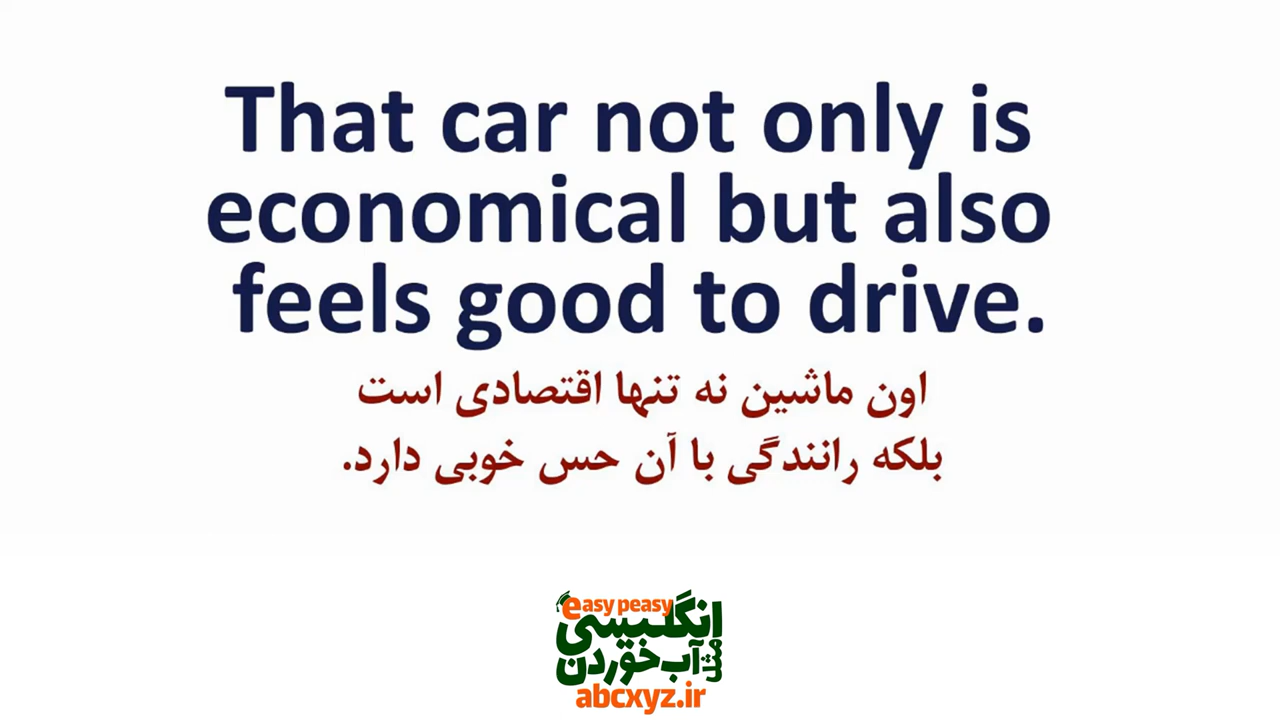 That car not only is
economical but also
feels good to drive.
اون ماشین نه تنها اقتصادی است
بلکه رانندگی با آن حس خوبی دارد.
easy peasy
انگلیسی
مثل آب خوردن
abcxyz.ir